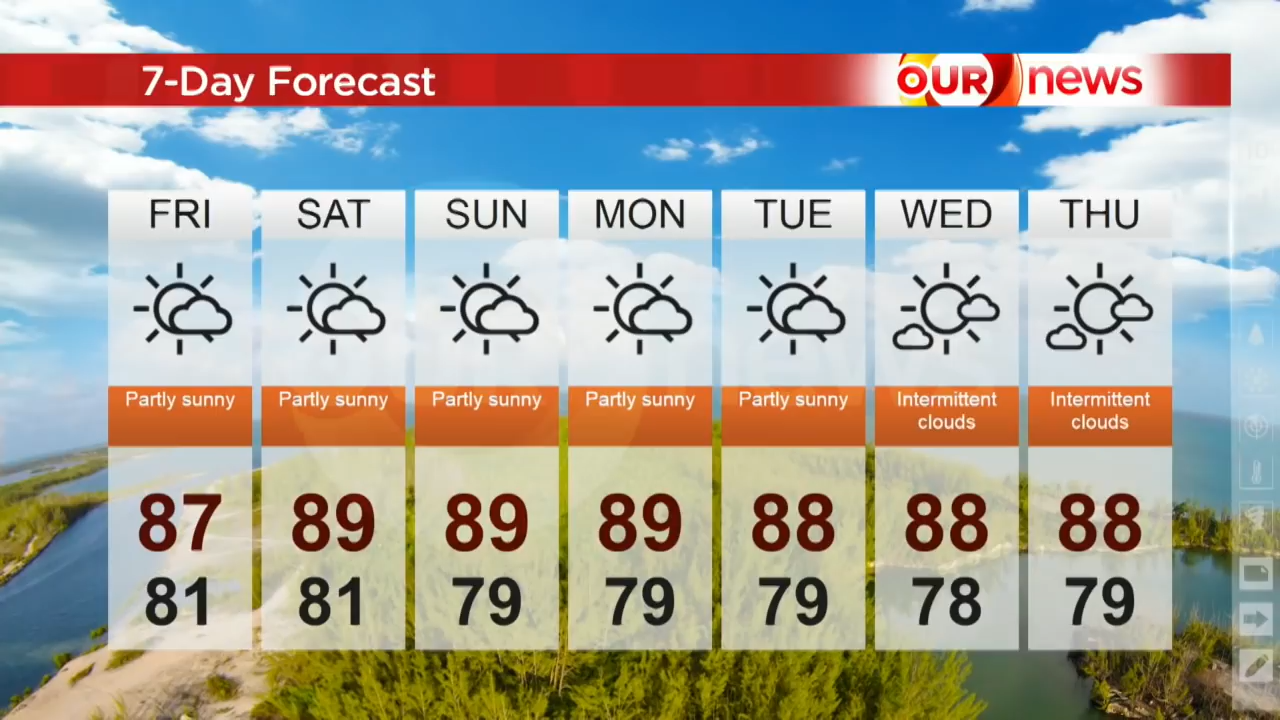 7-Day Forecast
OUR news
FRI SAT SUN MON TUE WED THU
Partly sunny Partly sunny Partly sunny Partly sunny Partly sunny Intermittent clouds Intermittent clouds
87 89 89 89 88 88 88
81 81 79 79 79 78 79